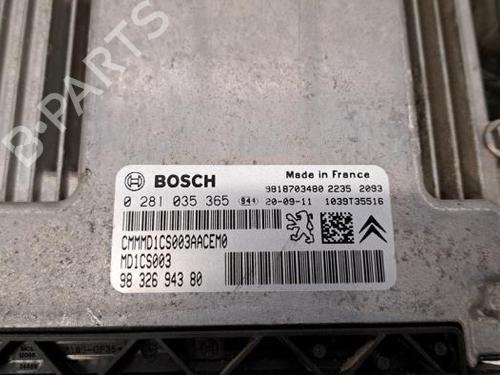 B-PARTS
BOSCH
Made in France
9818703480 2235 2093
0 281 035 365 944 20-09-11 1039T35516
CMMMD1CS003AACEM0
MD1CS003
98 326 943 80